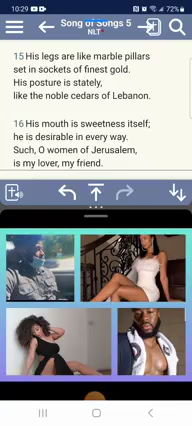 10:29
72%
Song of Songs 5
NLT
15 His legs are like marble pillars
set in sockets of finest gold.
His posture is stately,
like the noble cedars of Lebanon.
16 His mouth is sweetness itself;
he is desirable in every way.
Such, O women of Jerusalem,
is my lover, my friend.